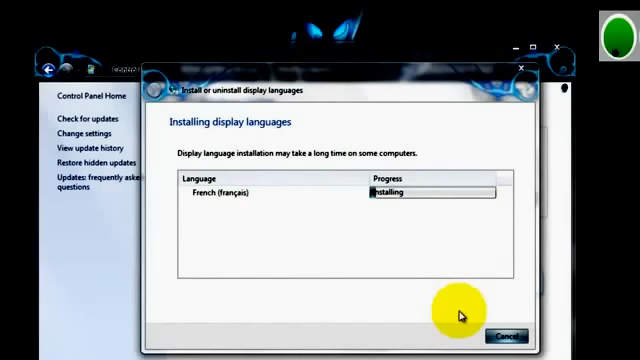 Control
Install or uninstall display languages
Control Panel Home
Check for updates
Change settings
View update history
Restore hidden updates
Updates: frequently aske
questions
Installing display languages
Display language installation may take a long time on some computers.
Language Progress
French (français) Installing
Cancel